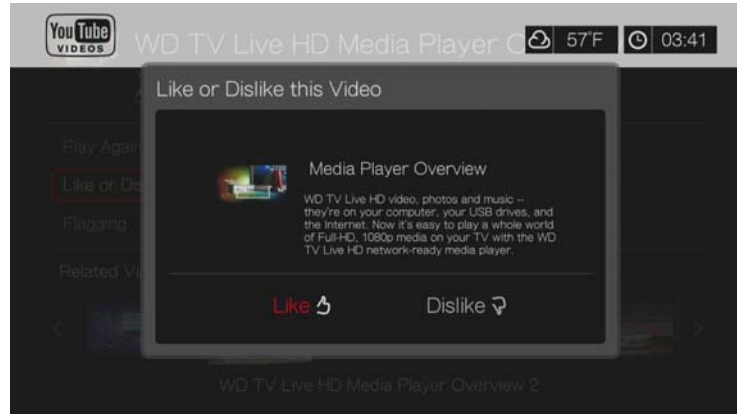 You Tube
VIDEOS
WD TV Live HD Media Player
57°F
03:41
Like or Dislike this Video
Play Again
Like or Dis
Flagging
Related Vi
Media Player Overview
WD TV Live HD video, photos and music --
they're on your computer, your USB drives, and
the Internet. Now it's easy to play a whole world
of Full-HD, 1080p media on your TV with the WD
TV Live HD network-ready media player.
Like
Dislike
WD TV Live HD Media Player Overview 2